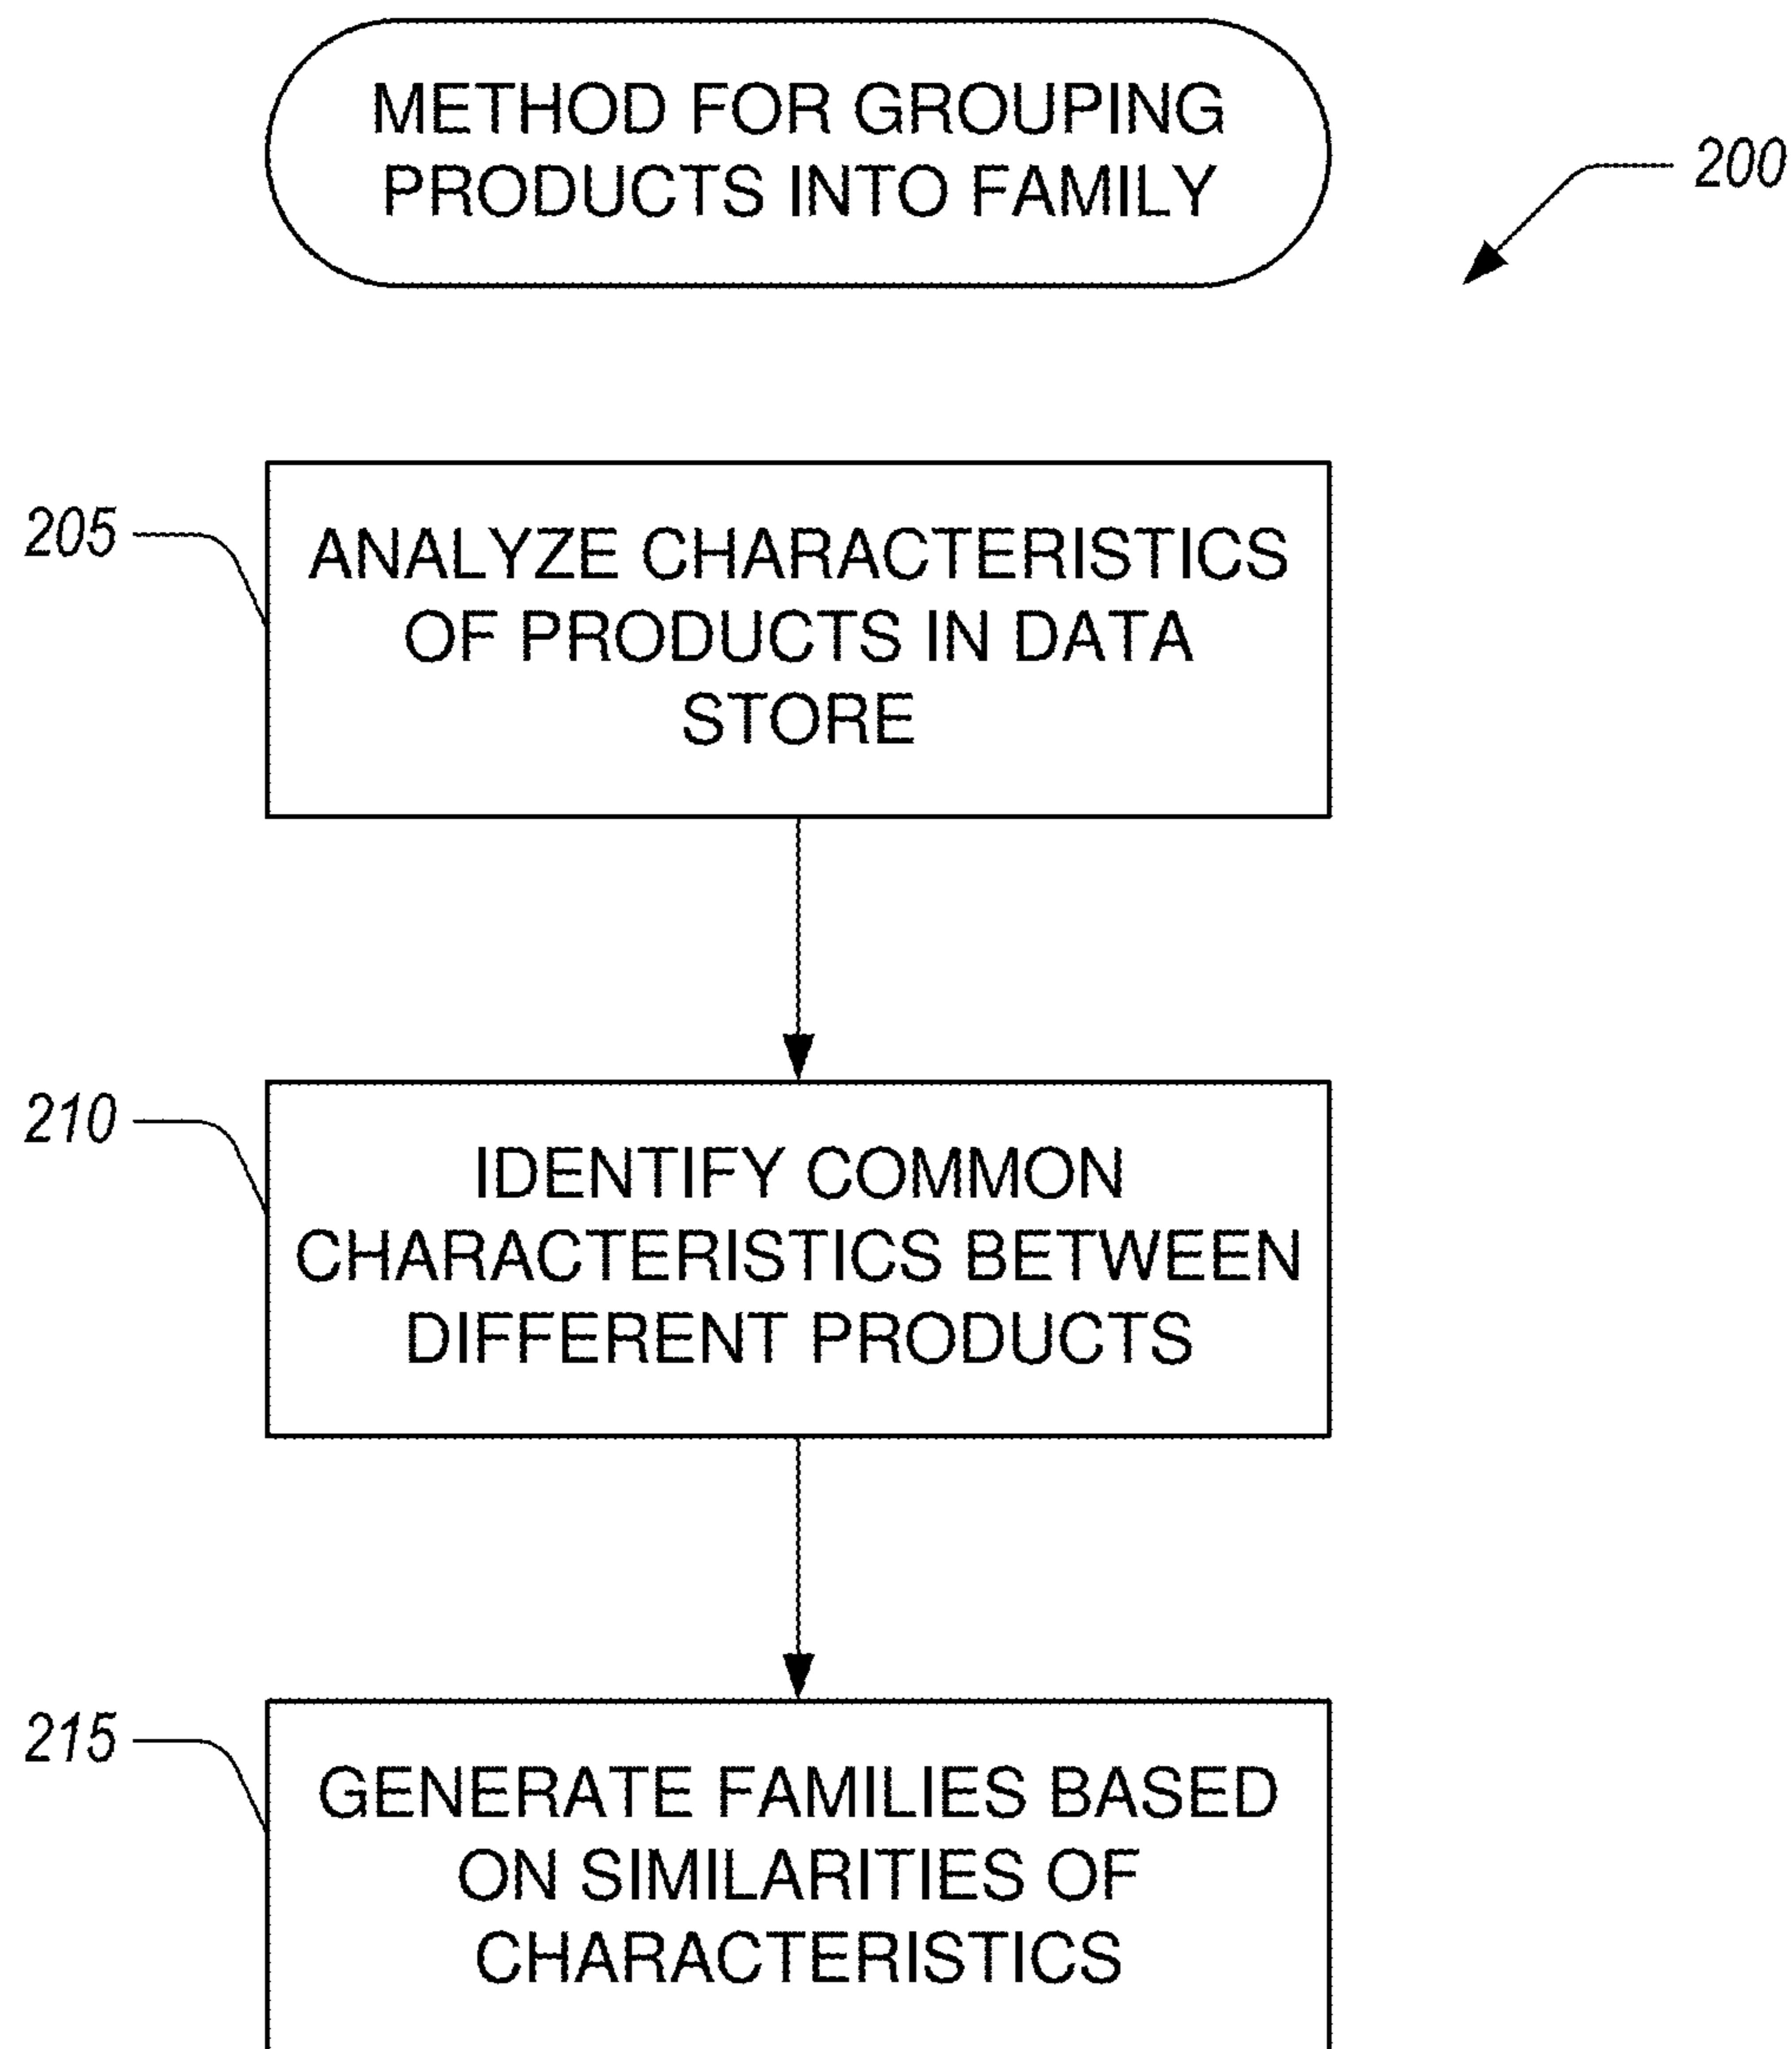 METHOD FOR GROUPING
PRODUCTS INTO FAMILY
200
205
ANALYZE CHARACTERISTICS
OF PRODUCTS IN DATA
STORE
210
IDENTIFY COMMON
CHARACTERISTICS BETWEEN
DIFFERENT PRODUCTS
215
GENERATE FAMILIES BASED
ON SIMILARITIES OF
CHARACTERISTICS